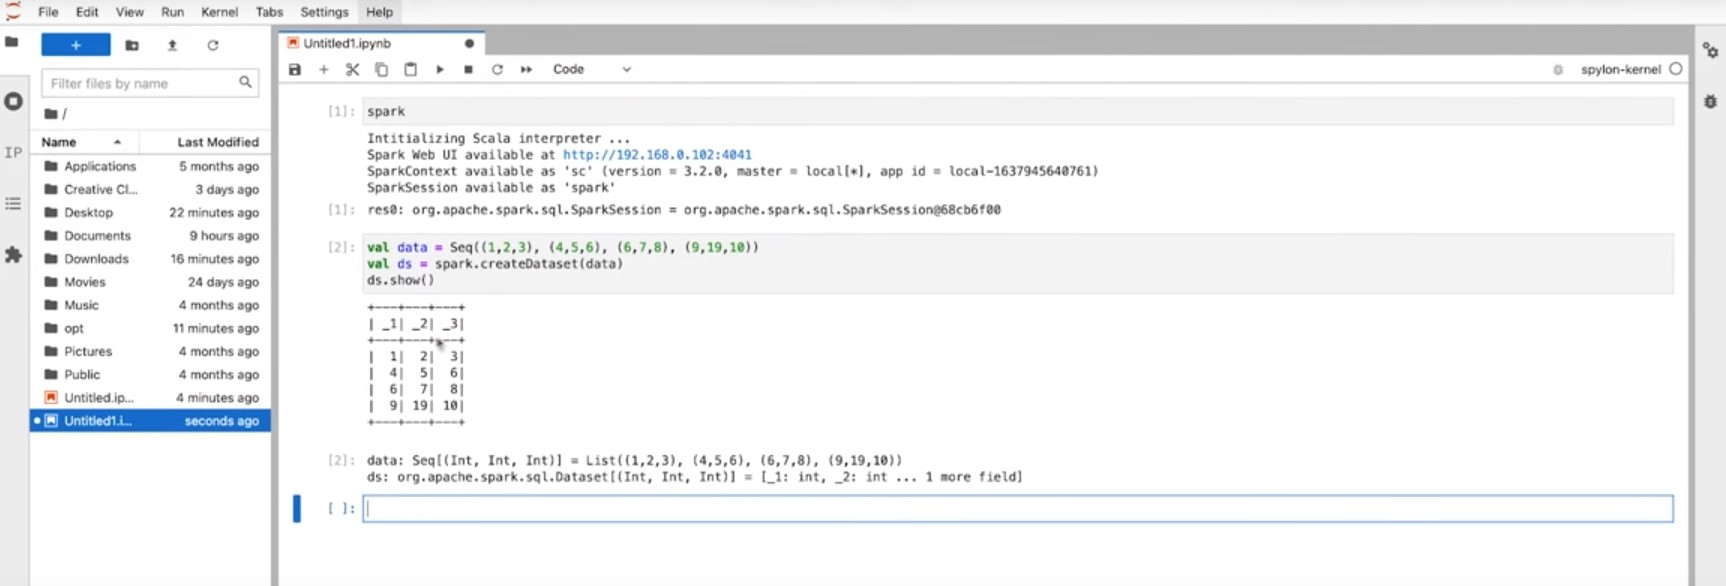 File Edit View Run Kernel Tabs Settings Help
+
Filter files by name
/
Name Last Modified
Applications 5 months ago
Creative Cl... 3 days ago
Desktop 22 minutes ago
Documents 9 hours ago
Downloads 16 minutes ago
Movies 24 days ago
Music 4 months ago
opt 11 minutes ago
Pictures 4 months ago
Public 4 months ago
Untitled.ip... 4 minutes ago
Untitled1.i... seconds ago
IP
Untitled1.ipynb
Code
spylon-kernel
[1]: spark
Intitializing Scala interpreter ...
Spark Web UI available at http://192.168.0.102:4041
SparkContext available as 'sc' (version = 3.2.0, master = local[*], app id = local-1637945640761)
SparkSession available as 'spark'
[1]: res0: org.apache.spark.sql.SparkSession = org.apache.spark.sql.SparkSession@68cb6f00
[2]: val data = Seq((1,2,3), (4,5,6), (6,7,8), (9,19,10))
val ds = spark.createDataset(data)
ds.show()
+---+---+---+
| _1| _2| _3|
+---+---+---+
|  1|  2|  3|
|  4|  5|  6|
|  6|  7|  8|
|  9| 19| 10|
+---+---+---+
[2]: data: Seq[(Int, Int, Int)] = List((1,2,3), (4,5,6), (6,7,8), (9,19,10))
ds: org.apache.spark.sql.Dataset[(Int, Int, Int)] = [_1: int, _2: int ... 1 more field]
[ ]: